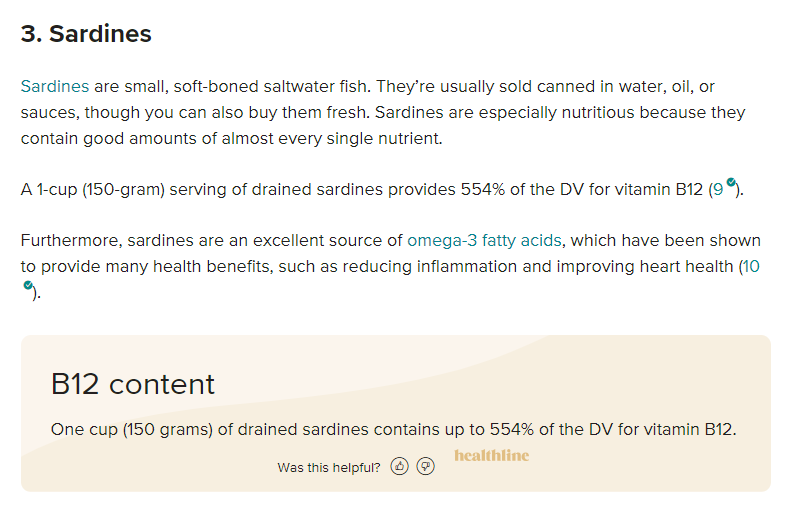 3. Sardines
Sardines are small, soft-boned saltwater fish. They’re usually sold canned in water, oil, or
sauces, though you can also buy them fresh. Sardines are especially nutritious because they
contain good amounts of almost every single nutrient.
A 1-cup (150-gram) serving of drained sardines provides 554% of the DV for vitamin B12 (9).
Furthermore, sardines are an excellent source of omega-3 fatty acids, which have been shown
to provide many health benefits, such as reducing inflammation and improving heart health (10
).
B12 content
One cup (150 grams) of drained sardines contains up to 554% of the DV for vitamin B12.
Was this helpful?
healthline